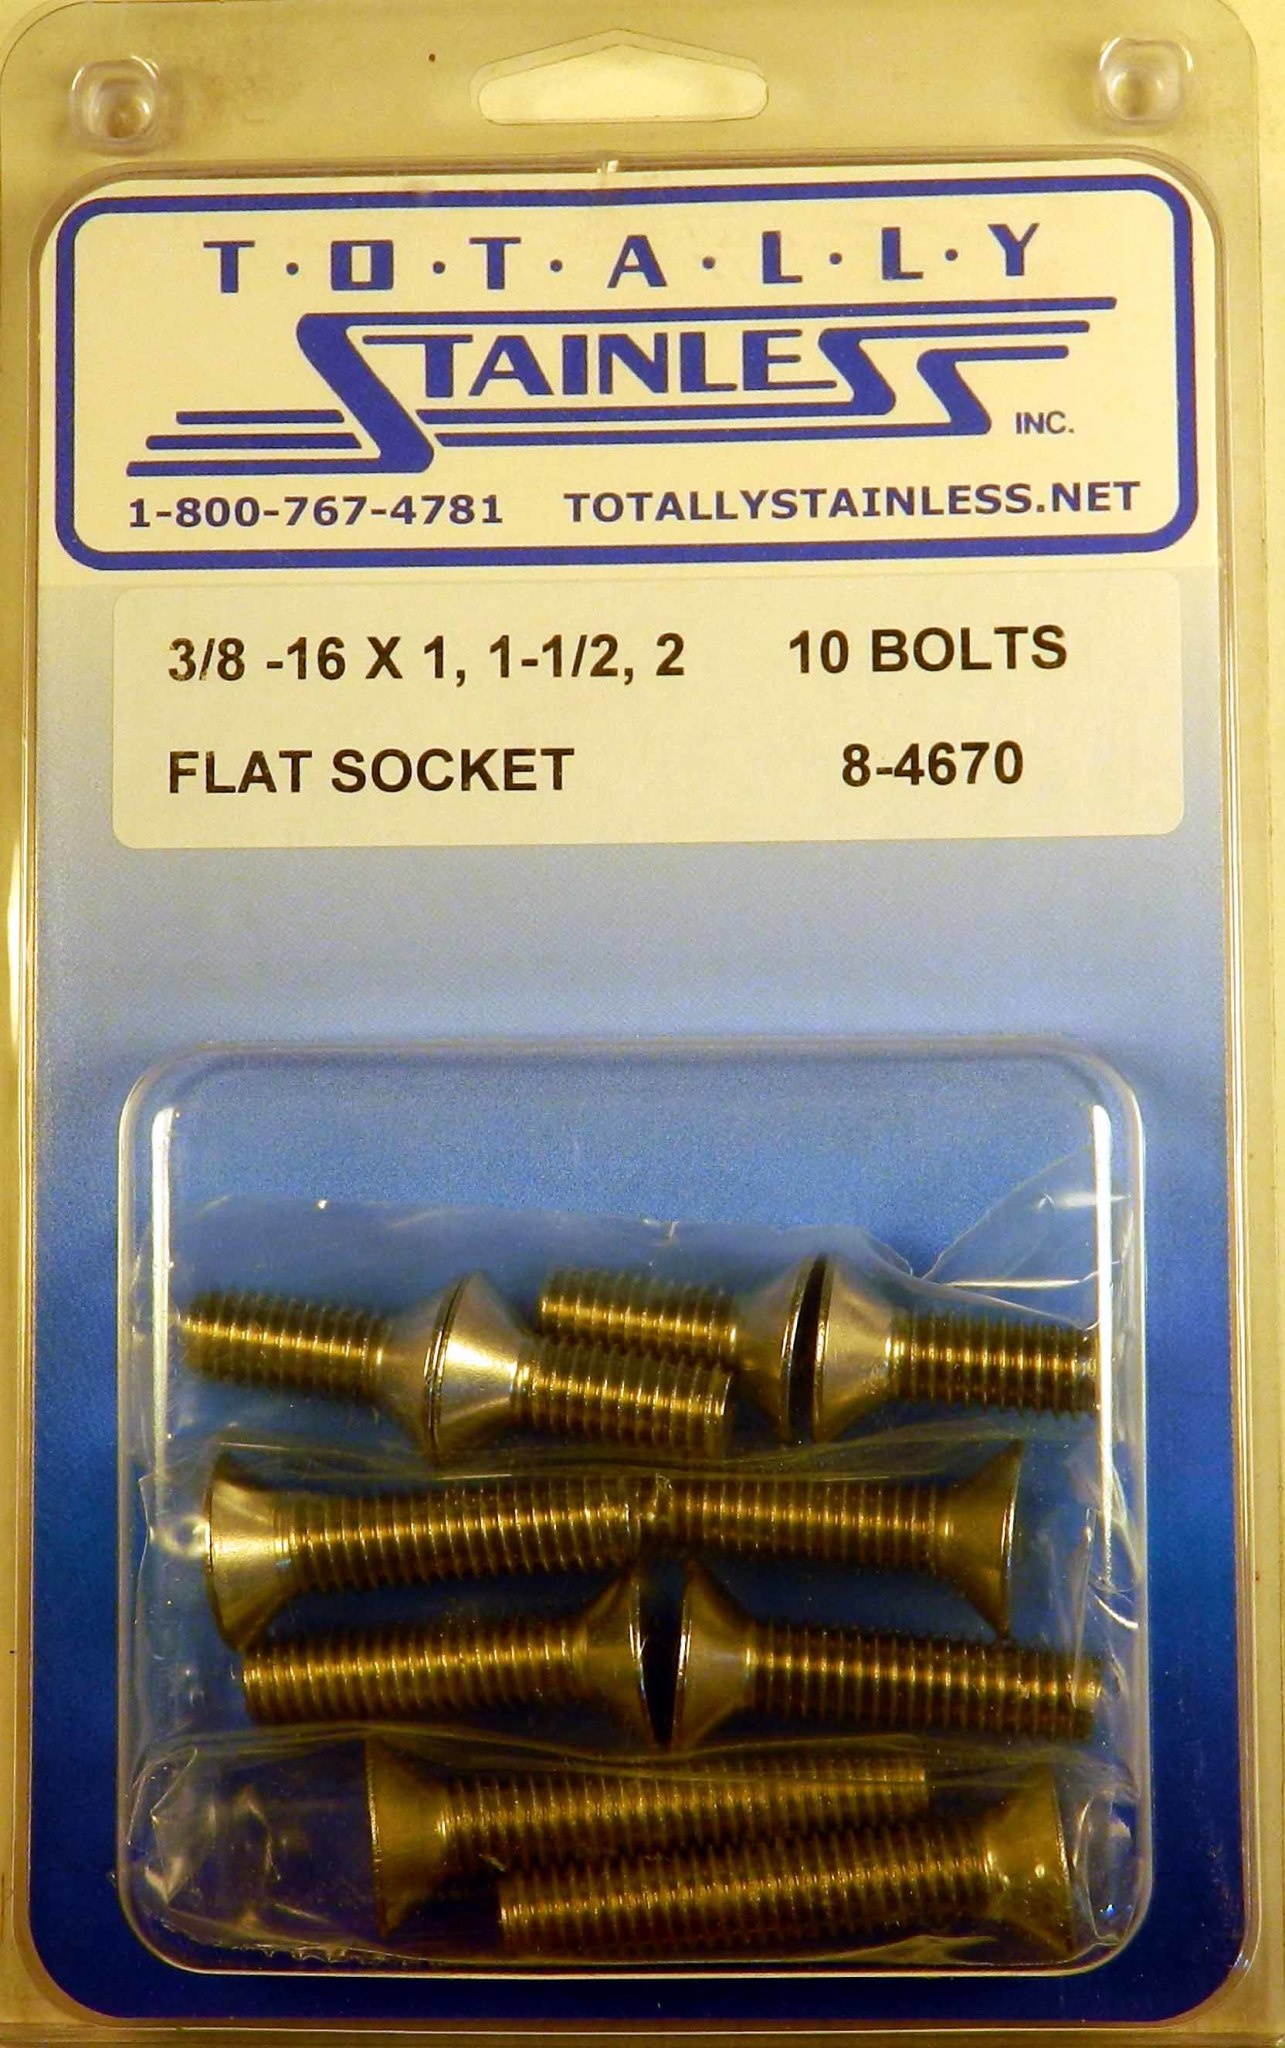 T·O·T·A·L·L·Y
STAINLESS INC.
1-800-767-4781 TOTALLYSTAINLESS.NET
3/8 -16 X 1, 1-1/2, 2 10 BOLTS
FLAT SOCKET 8-4670